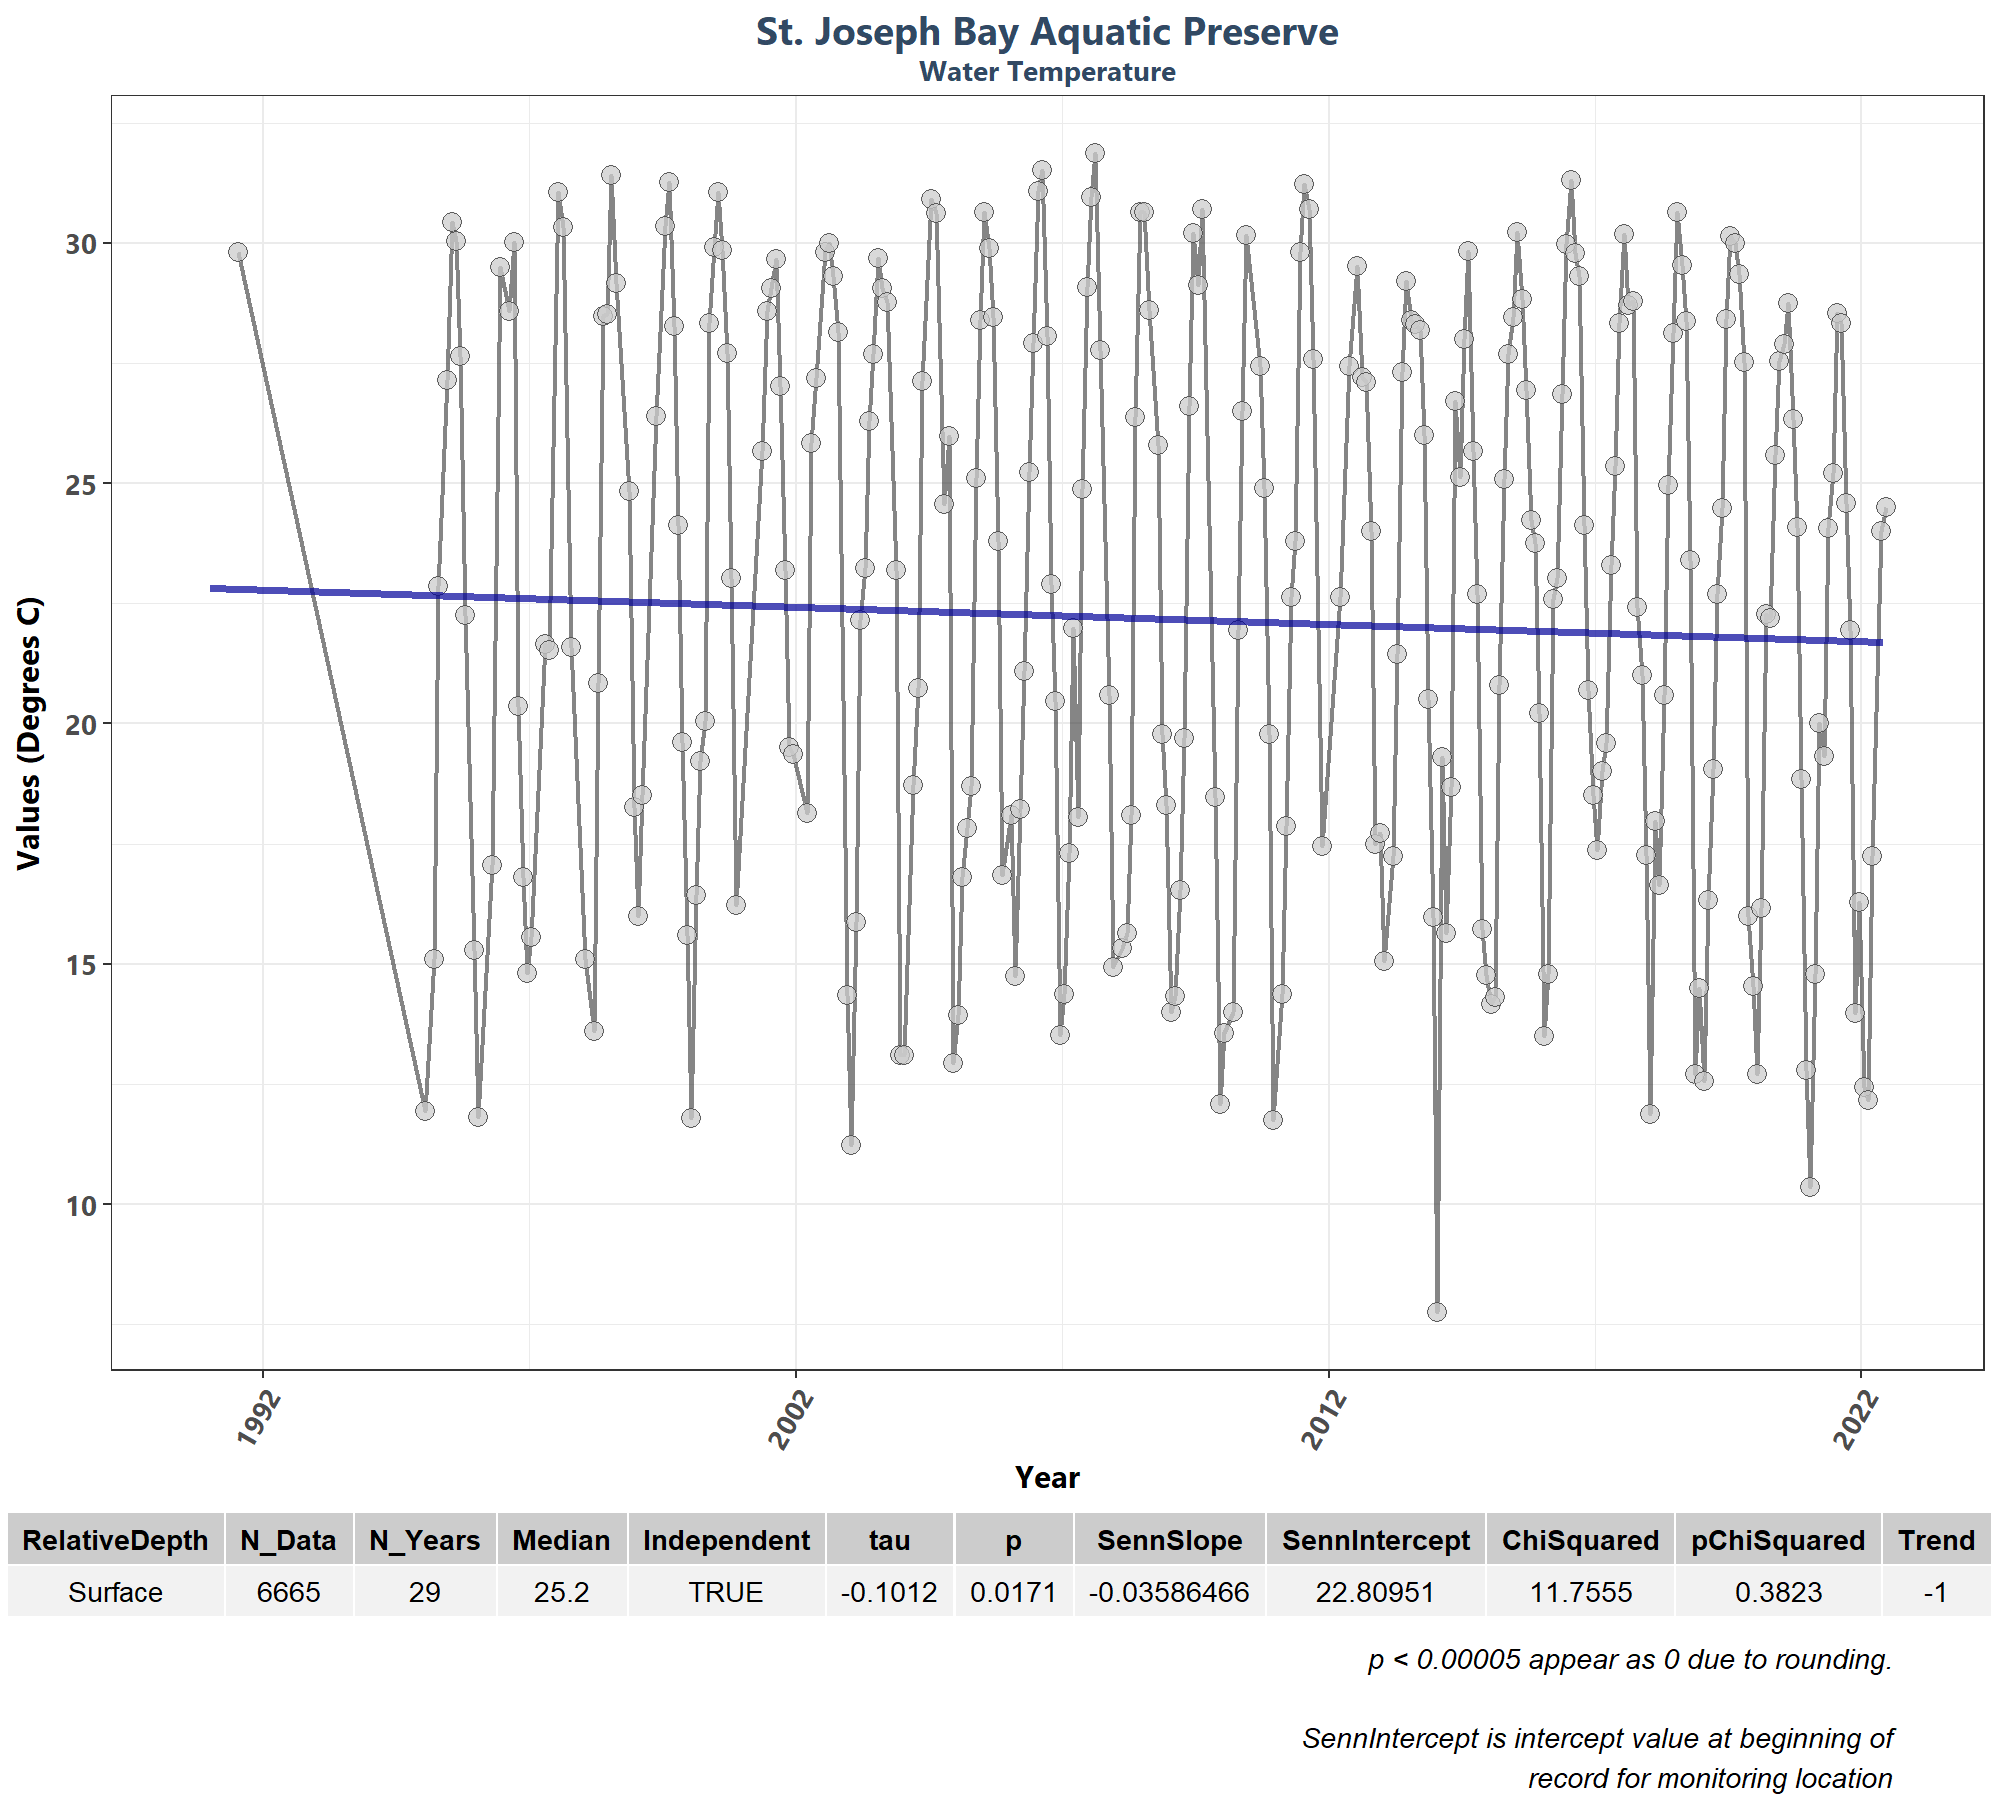 St. Joseph Bay Aquatic Preserve
Water Temperature
Values (Degrees C)
30
25
20
15
10
1992 2002 2012 2022
Year
RelativeDepth N_Data N_Years Median Independent tau p SennSlope SennIntercept ChiSquared pChiSquared Trend
Surface 6665 29 25.2 TRUE -0.1012 0.0171 -0.03586466 22.80951 11.7555 0.3823 -1
p < 0.00005 appear as 0 due to rounding.
SennIntercept is intercept value at beginning of
record for monitoring location